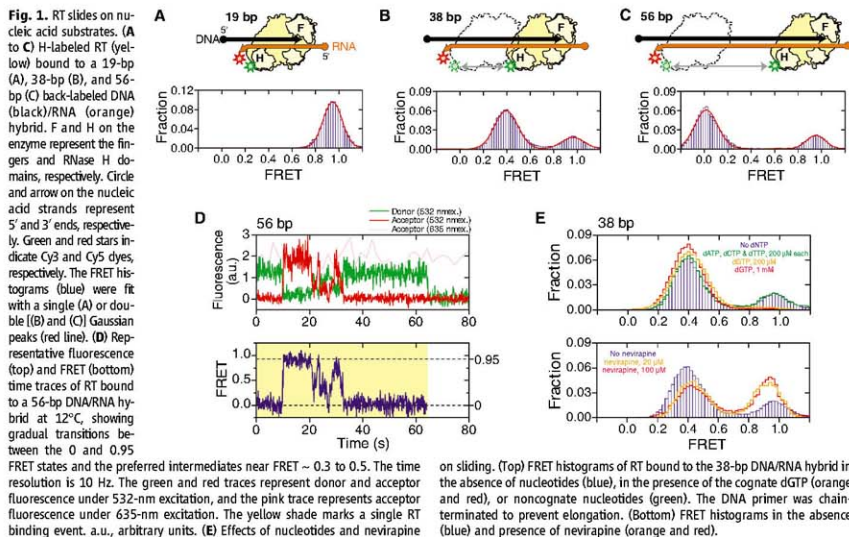 Fig. 1. RT slides on nu-
cleic acid substrates. (A
to C) H-labeled RT (yel-
low) bound to a 19-bp
(A), 38-bp (B), and 56-
bp (C) back-labeled DNA
(black)/RNA (orange)
hybrid. F and H on the
enzyme represent the fin-
gers and RNase H do-
mains, respectively. Circle
and arrow on the nucleic
acid strands represent
5′ and 3′ ends, respective-
ly. Green and red stars in-
dicate Cy3 and Cy5 dyes,
respectively. The FRET his-
tograms (blue) were fit
with a single (A) or dou-
ble [(B) and (C)] Gaussian
peaks (red line). (D) Rep-
resentative fluorescence
(top) and FRET (bottom)
time traces of RT bound
to a 56-bp DNA/RNA hy-
brid at 12°C, showing
gradual transitions be-
tween the 0 and 0.95
FRET states and the preferred intermediates near FRET ~ 0.3 to 0.5. The time
resolution is 10 Hz. The green and red traces represent donor and acceptor
fluorescence under 532-nm excitation, and the pink trace represents acceptor
fluorescence under 635-nm excitation. The yellow shade marks a single RT
binding event. a.u., arbitrary units. (E) Effects of nucleotides and nevirapine
on sliding. (Top) FRET histograms of RT bound to the 38-bp DNA/RNA hybrid in
the absence of nucleotides (blue), in the presence of the cognate dGTP (orange
and red), or noncognate nucleotides (green). The DNA primer was chain-
terminated to prevent elongation. (Bottom) FRET histograms in the absence
(blue) and presence of nevirapine (orange and red).
A 19 bp
DNA 5′
F
RNA
H
5′
Fraction
0.12
0.08
0.04
0.00
0.0 0.2 0.4 0.6 0.8 1.0
FRET
B 38 bp
F
H
Fraction
0.09
0.06
0.03
0.00
0.0 0.2 0.4 0.6 0.8 1.0
FRET
C 56 bp
F
H
Fraction
0.09
0.06
0.03
0.00
0.0 0.2 0.4 0.6 0.8 1.0
FRET
D 56 bp
Donor (532 nmex.)
Acceptor (532 nmex.)
Acceptor (635 nmex.)
Fluorescence
(a.u.)
3
2
1
0
0 20 40 60 80
FRET
1.0
0.5
0.0
0.95
0
0 20 40 60 80
Time (s)
E 38 bp
No dNTP
dATP, dCTP & dTTP, 200 µM each
dGTP, 200 µM
dGTP, 1 mM
Fraction
0.09
0.06
0.03
0.00
0.0 0.2 0.4 0.6 0.8 1.0
No nevirapine
nevirapine, 20 µM
nevirapine, 100 µM
Fraction
0.09
0.06
0.03
0.00
0.0 0.2 0.4 0.6 0.8 1.0
FRET